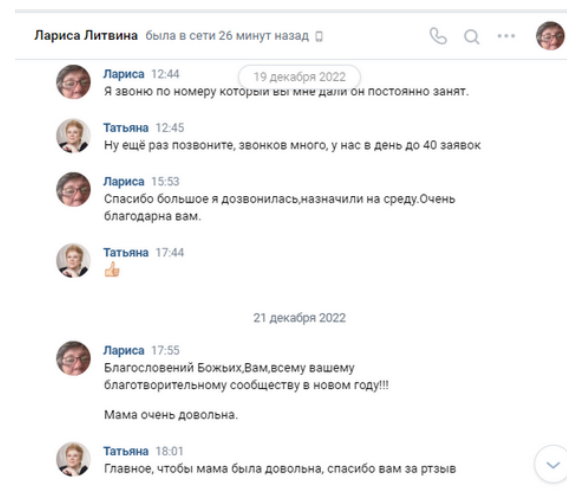 Лариса Литвина была в сети 26 минут назад
19 декабря 2022
Лариса 12:44
Я звоню по номеру который вы мне дали он постоянно занят.
Татьяна 12:45
Ну ещё раз позвоните, звонков много, у нас в день до 40 заявок
Лариса 15:53
Спасибо большое я дозвонилась,назначили на среду.Очень
благодарна вам.
Татьяна 17:44
21 декабря 2022
Лариса 17:55
Благословений Божьих,Вам,всему вашему
благотворительному сообществу в новом году!!!
Мама очень довольна.
Татьяна 18:01
Главное, чтобы мама была довольна, спасибо вам за ртзыв